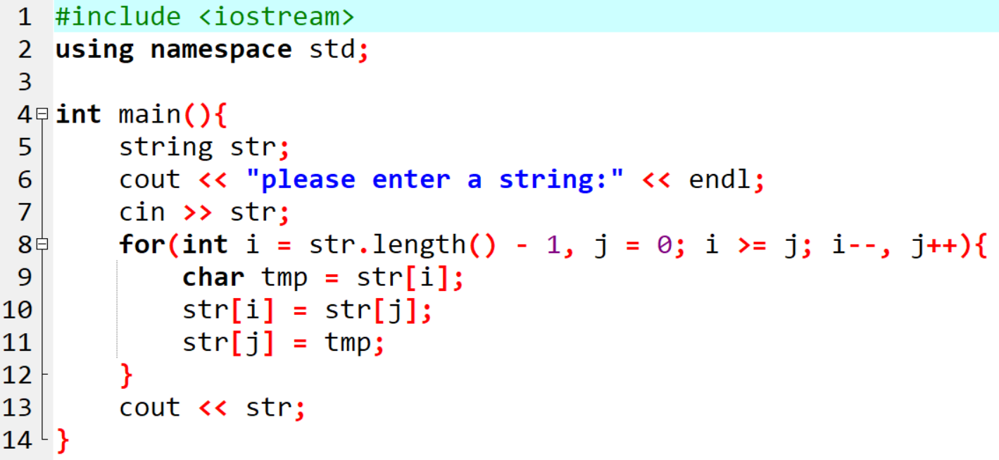 1 #include <iostream>
2 using namespace std;
3
4 int main(){
5 string str;
6 cout << "please enter a string:" << endl;
7 cin >> str;
8 for(int i = str.length() - 1, j = 0; i >= j; i--, j++){
9 char tmp = str[i];
10 str[i] = str[j];
11 str[j] = tmp;
12 }
13 cout << str;
14 }